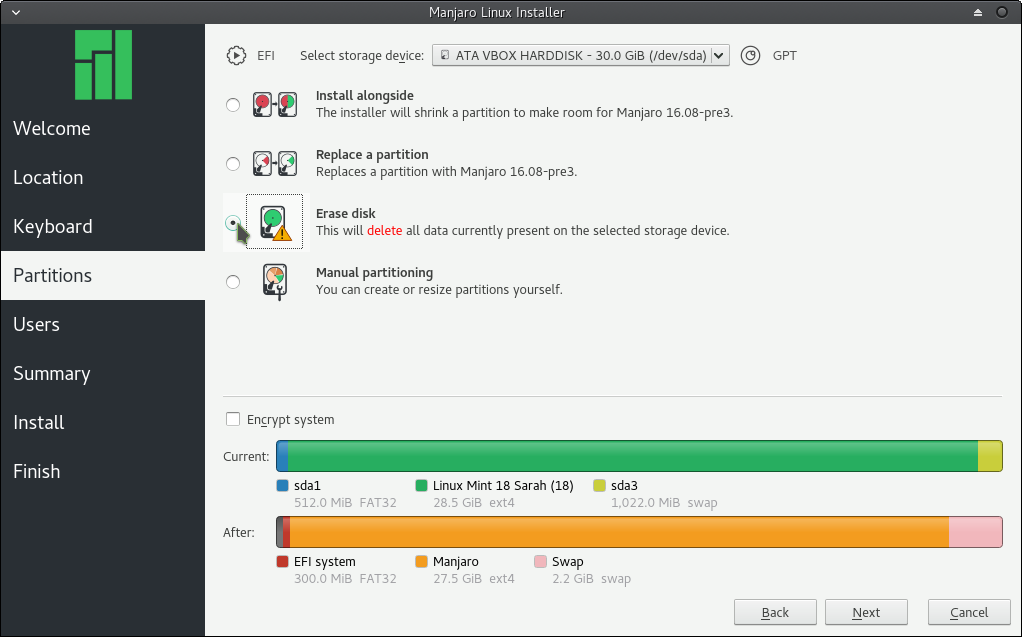 Manjaro Linux Installer
Welcome
Location
Keyboard
Partitions
Users
Summary
Install
Finish
EFI Select storage device: ATA VBOX HARDDISK - 30.0 GiB (/dev/sda) GPT
Install alongside
The installer will shrink a partition to make room for Manjaro 16.08-pre3.
Replace a partition
Replaces a partition with Manjaro 16.08-pre3.
Erase disk
This will delete all data currently present on the selected storage device.
Manual partitioning
You can create or resize partitions yourself.
Encrypt system
Current:
sda1 Linux Mint 18 Sarah (18) sda3
512.0 MiB FAT32 28.5 GiB ext4 1,022.0 MiB swap
After:
EFI system Manjaro Swap
300.0 MiB FAT32 27.5 GiB ext4 2.2 GiB swap
Back Next Cancel